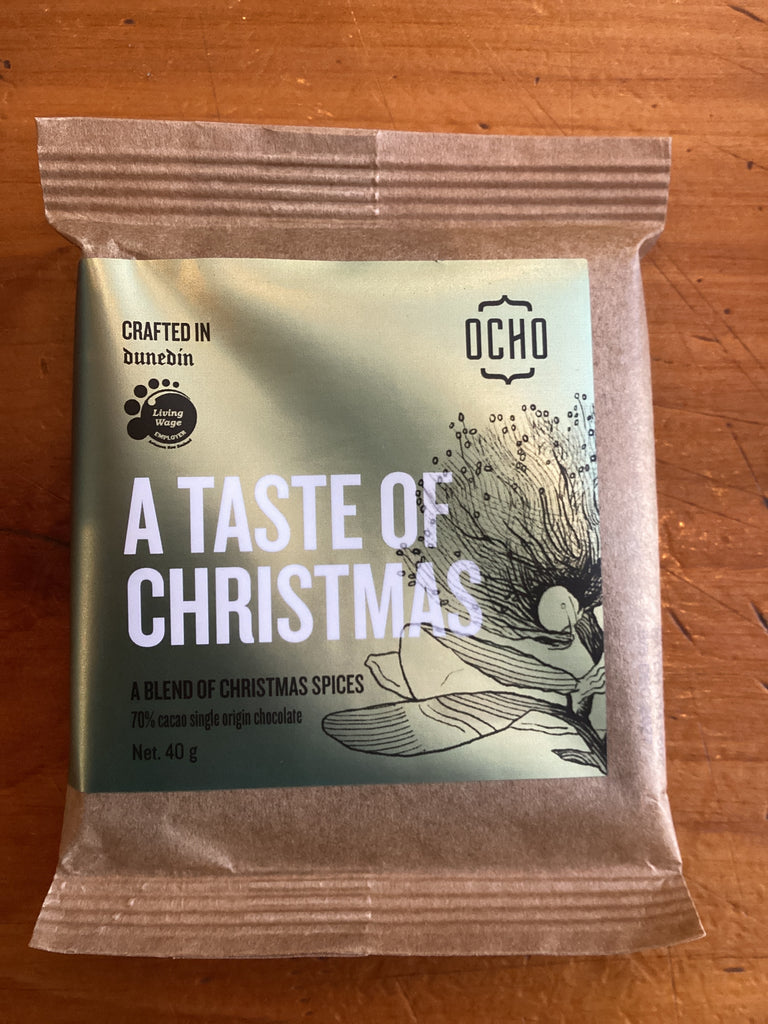 CRAFTED IN
dunedin
OCHO
Living
Wage
EMPLOYER
A TASTE OF
CHRISTMAS
A BLEND OF CHRISTMAS SPICES
70% cacao single origin chocolate
Net. 40 g